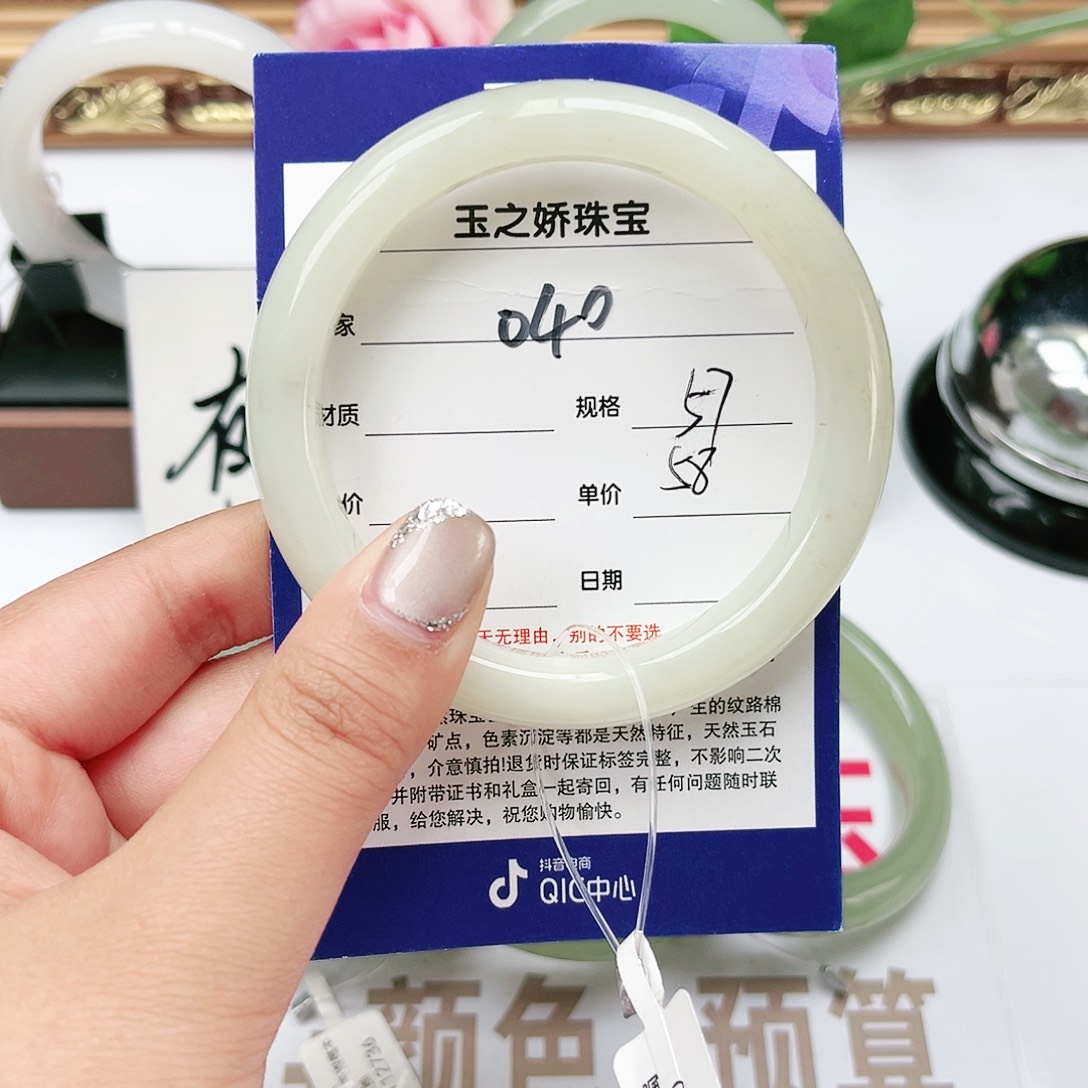 玉之娇珠宝
家 040
材质 规格 57
58
价 单价
日期
天无理由，别的不要选
生的纹路棉
矿点，色素沉淀等都是天然特征，天然玉石
，介意慎拍!退货时保证标签完整，不影响二次
并附带证书和礼盒一起寄回，有任何问题随时联
服，给您解决，祝您购物愉快。
抖音电商
QIC中心
颜色 预算